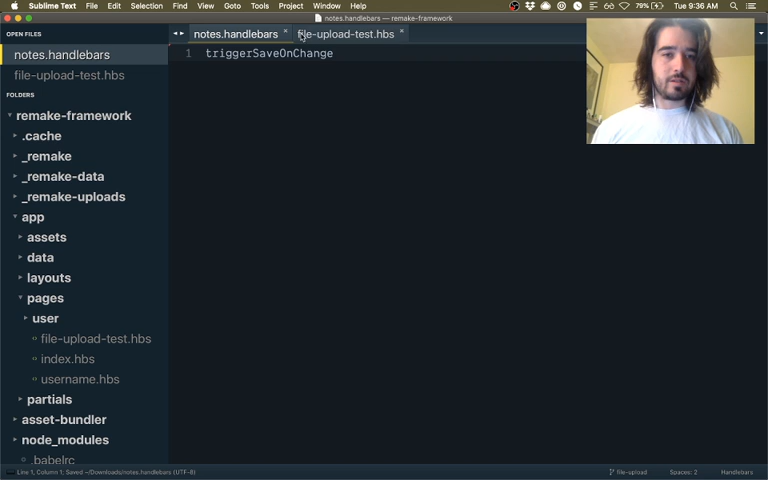 Sublime Text File Edit Selection Find View Goto Tools Project Window Help 79% Tue 9:36 AM
notes.handlebars — remake-framework
OPEN FILES
notes.handlebars
file-upload-test.hbs
FOLDERS
remake-framework
.cache
_remake
_remake-data
_remake-uploads
app
assets
data
layouts
pages
user
file-upload-test.hbs
index.hbs
username.hbs
partials
asset-bundler
node_modules
.babelrc
notes.handlebars × file-upload-test.hbs ×
1 triggerSaveOnChange
Line 1, Column 1; Saved ~/Downloads/notes.handlebars (UTF-8) file-upload Spaces: 2 Handlebars